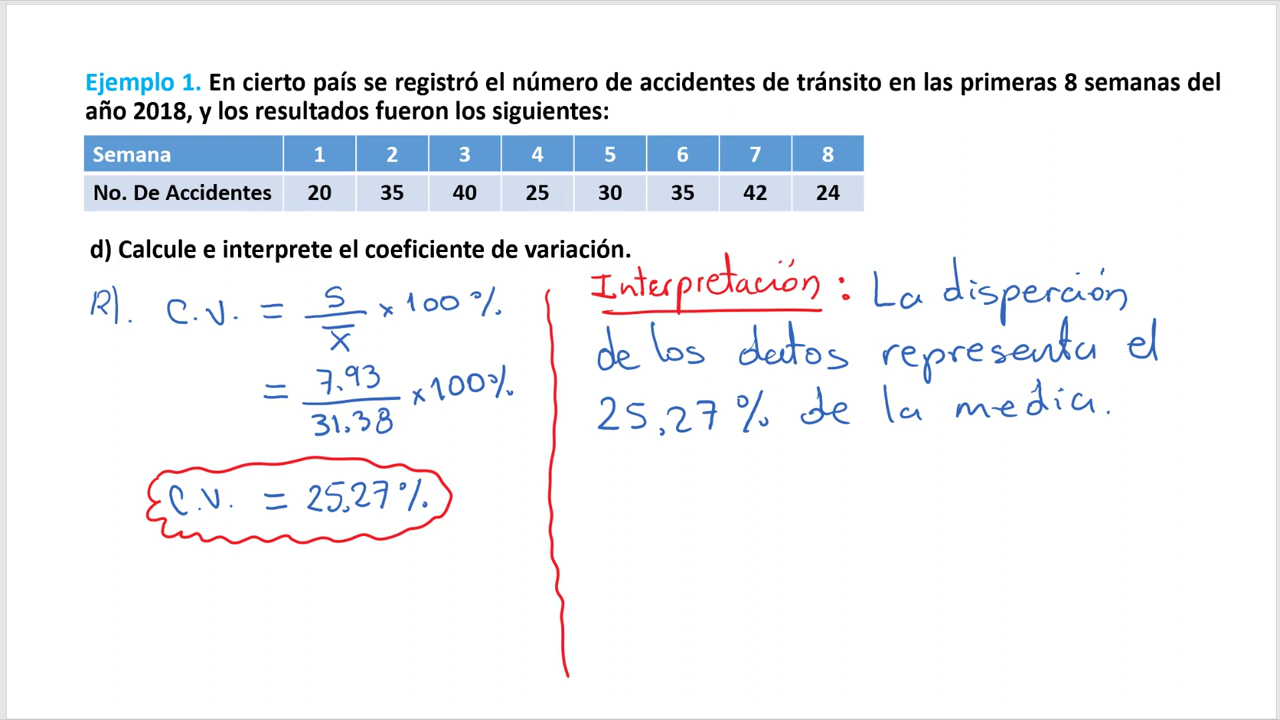 Ejemplo 1. En cierto país se registró el número de accidentes de tránsito en las primeras 8 semanas del
año 2018, y los resultados fueron los siguientes:
Semana 1 2 3 4 5 6 7 8
No. De Accidentes 20 35 40 25 30 35 42 24
d) Calcule e interprete el coeficiente de variación.
R). C.V. = S / x̅ × 100 %
= 7.93 / 31.38 × 100%
C.V. = 25.27 %
Interpretación : La disperción
de los datos representa el
25.27 % de la media.